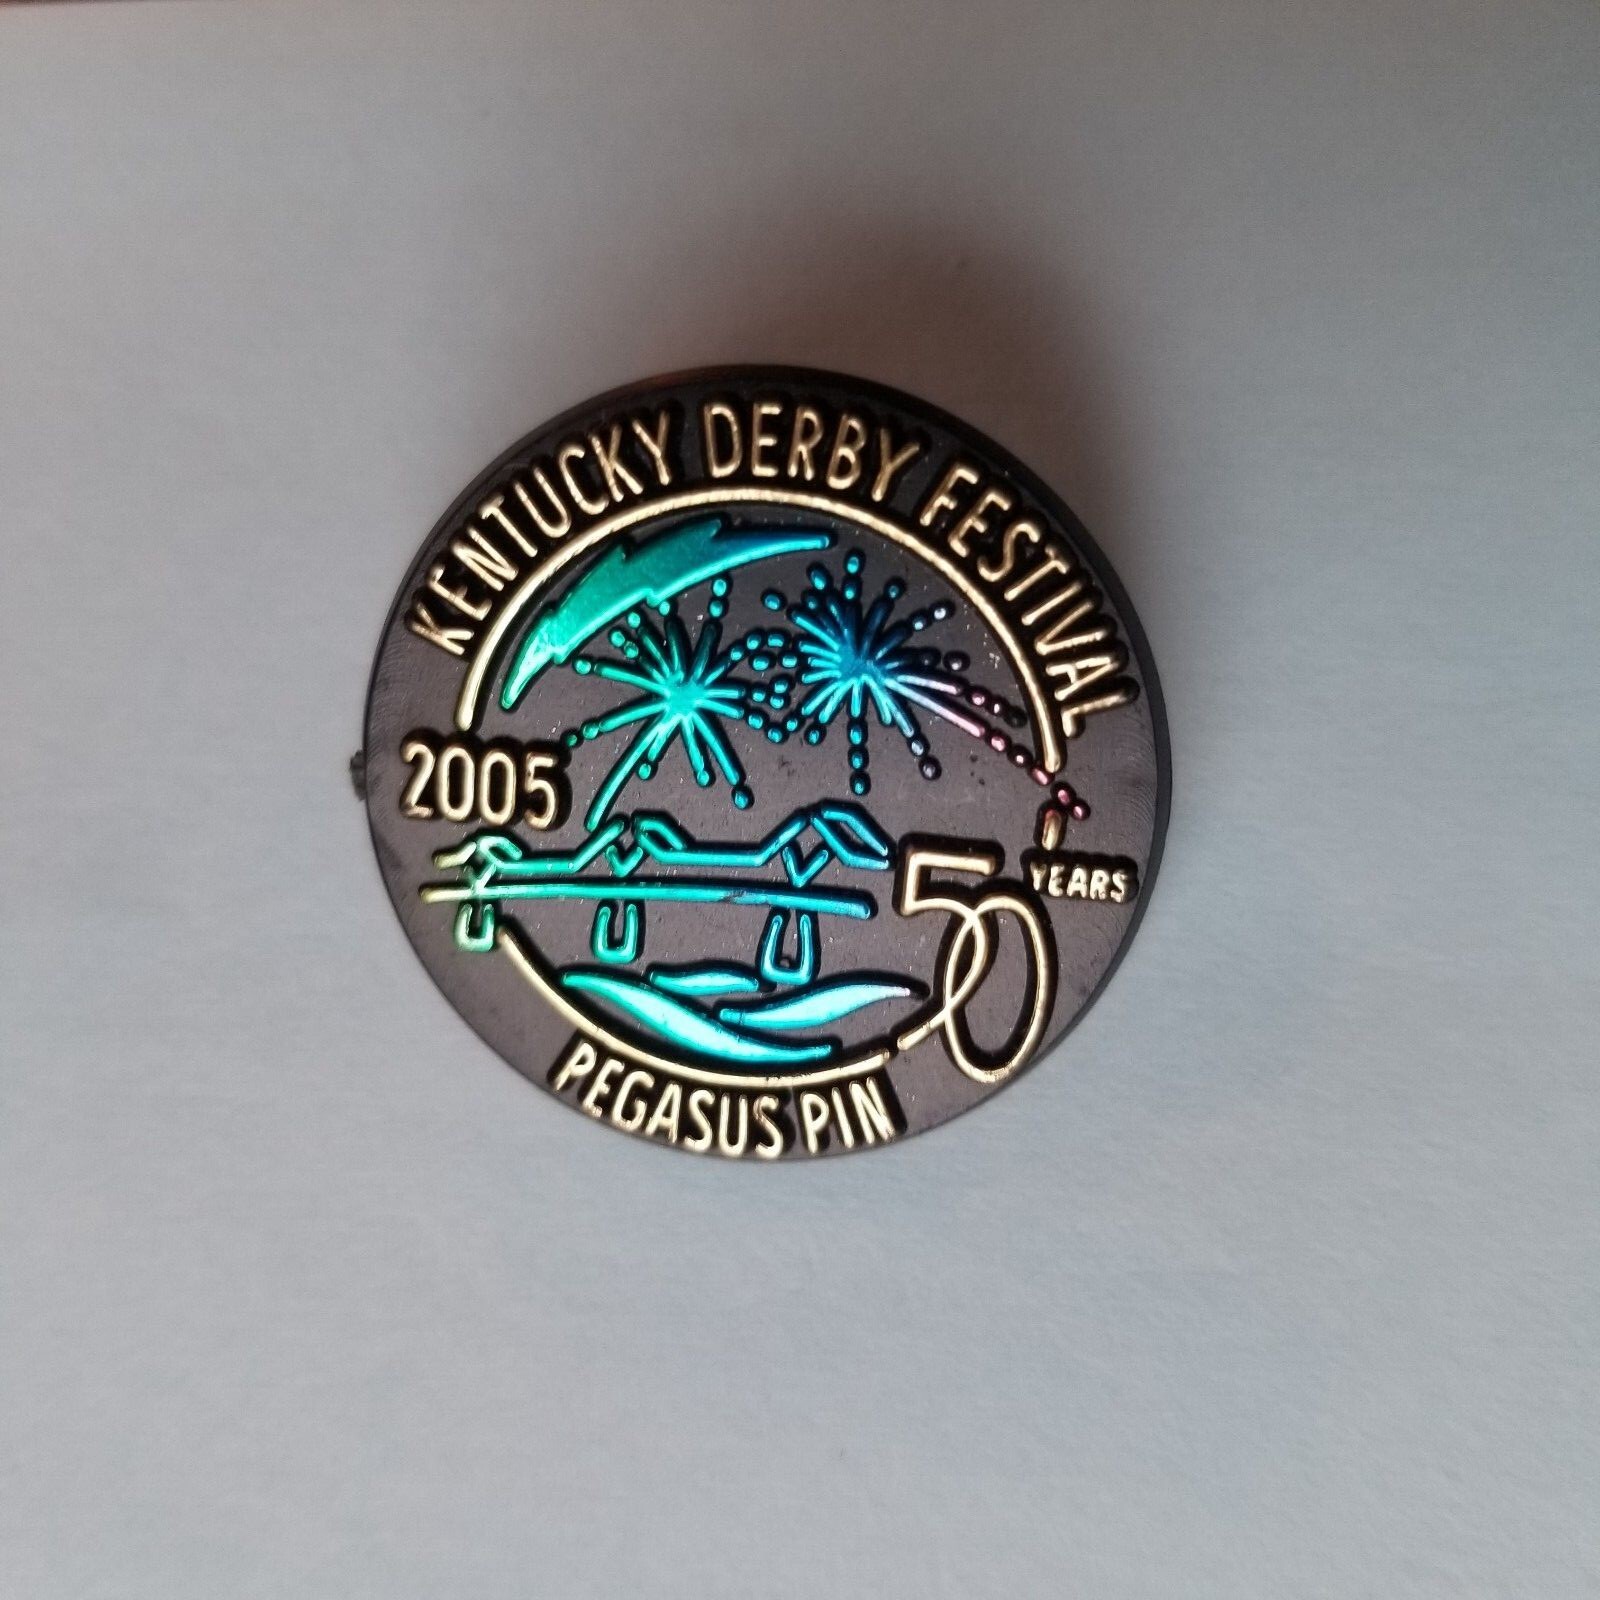 KENTUCKY DERBY FESTIVAL
2005
50 YEARS
PEGASUS PIN